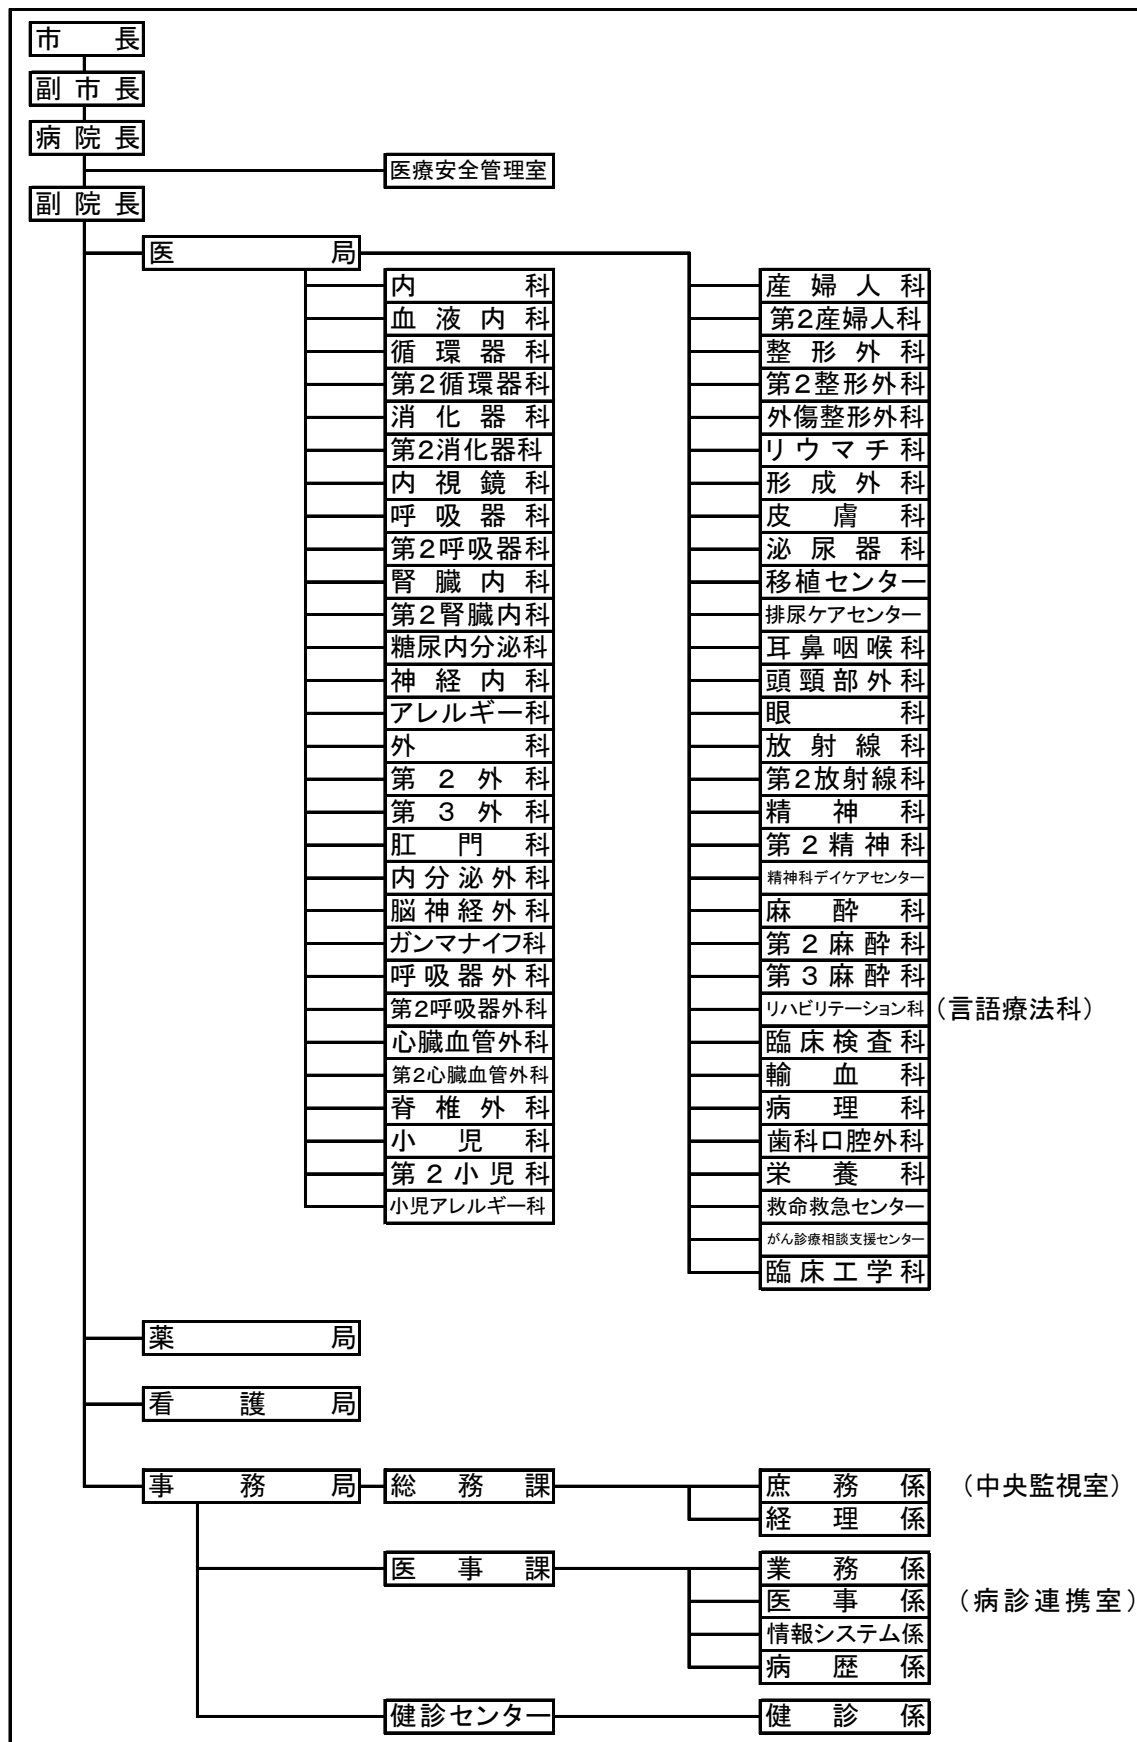 市長
副市長
病院長
医療安全管理室
副院長
医局
内科
血液内科
循環器科
第2循環器科
消化器科
第2消化器科
内視鏡科
呼吸器科
第2呼吸器科
腎臓内科
第2腎臓内科
糖尿内分泌科
神経内科
アレルギー科
外科
第2外科
第3外科
肛門科
内分泌外科
脳神経外科
ガンマナイフ科
呼吸器外科
第2呼吸器外科
心臓血管外科
第2心臓血管外科
脊椎外科
小児科
第2小児科
小児アレルギー科
産婦人科
第2産婦人科
整形外科
第2整形外科
外傷整形外科
リウマチ科
形成外科
皮膚科
泌尿器科
移植センター
排尿ケアセンター
耳鼻咽喉科
頭頸部外科
眼科
放射線科
第2放射線科
精神科
第2精神科
精神科デイケアセンター
麻酔科
第2麻酔科
第3麻酔科
リハビリテーション科（言語療法科）
臨床検査科
輸血科
病理科
歯科口腔外科
栄養科
救命救急センター
がん診療相談支援センター
臨床工学科
薬局
看護局
事務局
総務課
庶務係（中央監視室）
経理係
医事課
業務係
医事係（病診連携室）
情報システム係
病歴係
健診センター
健診係